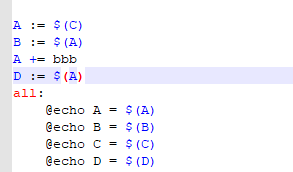 A := $(C)
B := $(A)
A += bbb
D := $(A)
all:
@echo A = $(A)
@echo B = $(B)
@echo C = $(C)
@echo D = $(D)